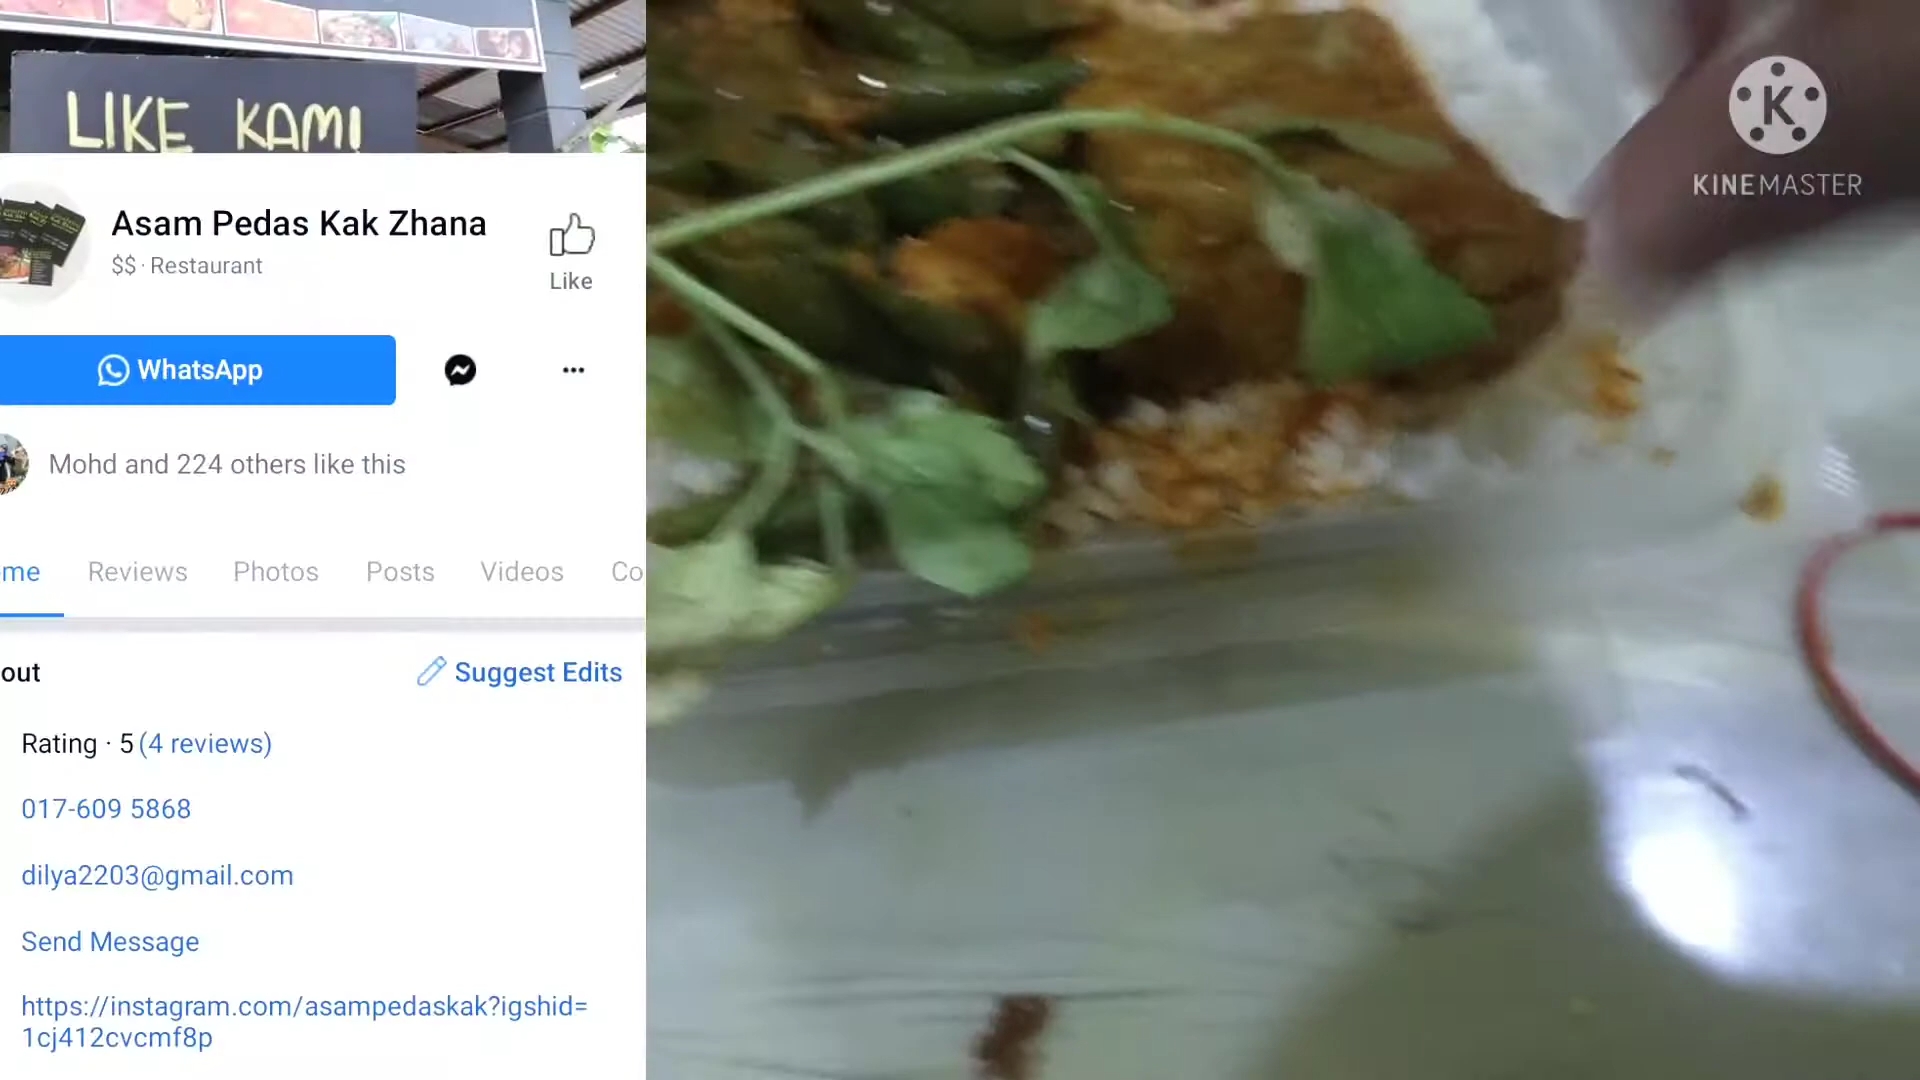 LIKE KAMI
Asam Pedas Kak Zhana
$$ · Restaurant
Like
WhatsApp
Mohd and 224 others like this
me Reviews Photos Posts Videos Co
out
Suggest Edits
Rating · 5 (4 reviews)
017-609 5868
dilya2203@gmail.com
Send Message
https://instagram.com/asampedaskak?igshid=
1cj412cvcmf8p
K
KINEMASTER